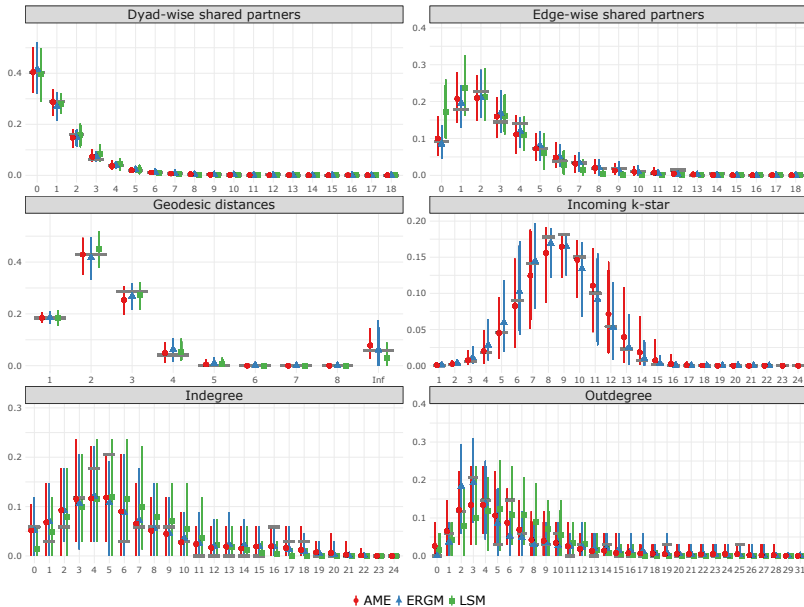 Dyad-wise shared partners
Edge-wise shared partners
0.4
0.2
0.0
0 1 2 3 4 5 6 7 8 9 10 11 12 13 14 15 16 17 18
0.4
0.3
0.2
0.1
0.0
0 1 2 3 4 5 6 7 8 9 10 11 12 13 14 15 16 17 18
Geodesic distances
Incoming k-star
0.4
0.2
0.0
1 2 3 4 5 6 7 8 Inf
0.20
0.15
0.10
0.05
0.00
1 2 3 4 5 6 7 8 9 10 11 12 13 14 15 16 17 18 19 20 21 22 23 24
Indegree
Outdegree
0.3
0.2
0.1
0.0
0 1 2 3 4 5 6 7 8 9 10 11 12 13 14 15 16 17 18 19 20 21 22 24
0.4
0.3
0.2
0.1
0.0
0 1 2 3 4 5 6 7 8 9 10 11 12 13 14 15 16 17 18 19 20 21 22 23 24 25 26 27 28 29 31
AME ERGM LSM